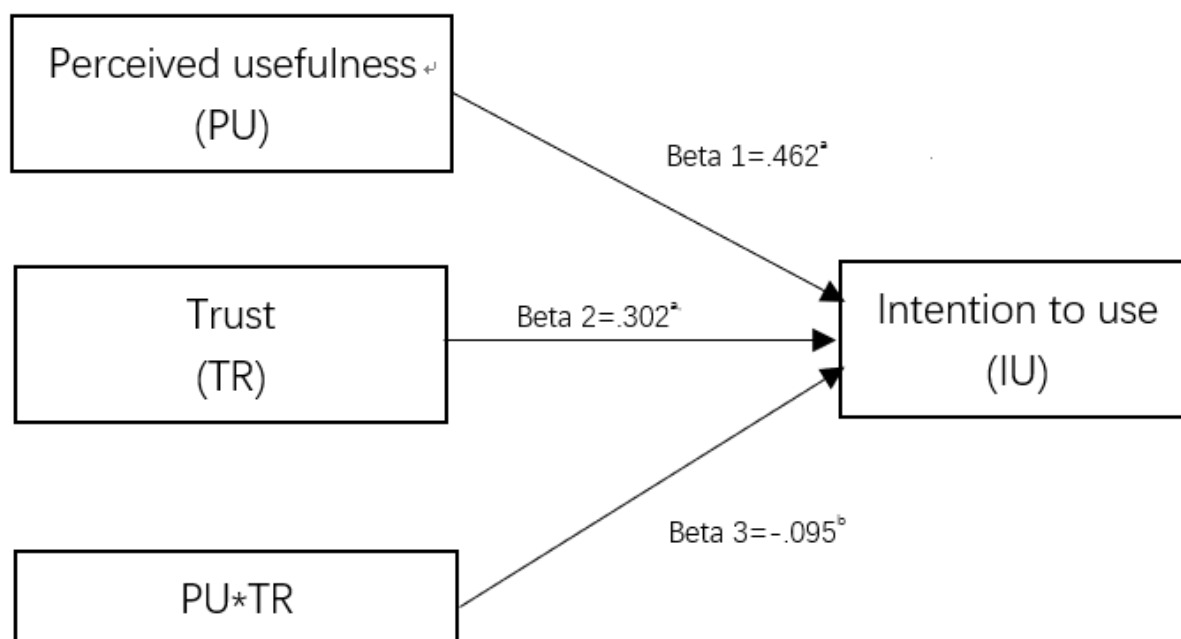 Perceived usefulness↵
(PU)
Beta 1=.462ᵃ
Trust
(TR)
Beta 2=.302ᵃ
Intention to use
(IU)
Beta 3=-.095ᵇ
PU*TR